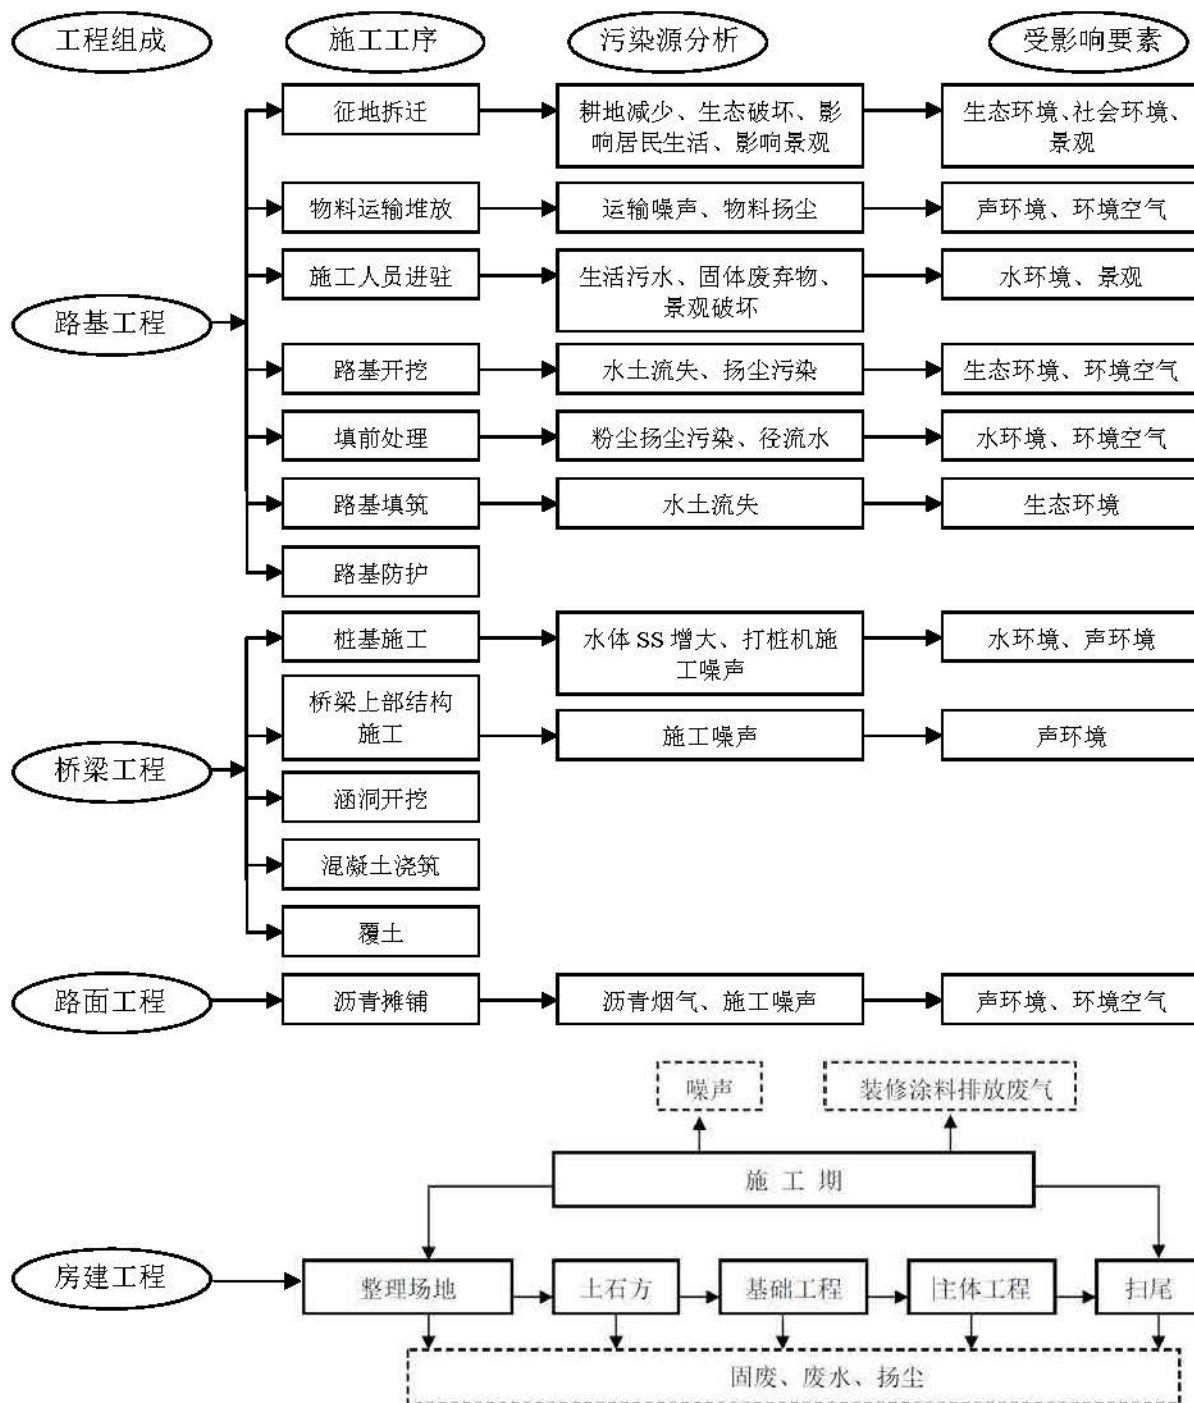 工程组成
施工工序
污染源分析
受影响要素
征地拆迁
耕地减少、生态破坏、影
响居民生活、影响景观
生态环境、社会环境、
景观
物料运输堆放
运输噪声、物料扬尘
声环境、环境空气
施工人员进驻
生活污水、固体废弃物、
景观破坏
水环境、景观
路基工程
路基开挖
水土流失、扬尘污染
生态环境、环境空气
填前处理
粉尘扬尘污染、径流水
水环境、环境空气
路基填筑
水土流失
生态环境
路基防护
桩基施工
水体 SS 增大、打桩机施
工噪声
水环境、声环境
桥梁上部结构
施工
施工噪声
声环境
桥梁工程
涵洞开挖
混凝土浇筑
覆土
路面工程
沥青摊铺
沥青烟气、施工噪声
声环境、环境空气
噪声
装修涂料排放废气
施 工 期
房建工程
整理场地
土石方
基础工程
主体工程
扫尾
固废、废水、扬尘